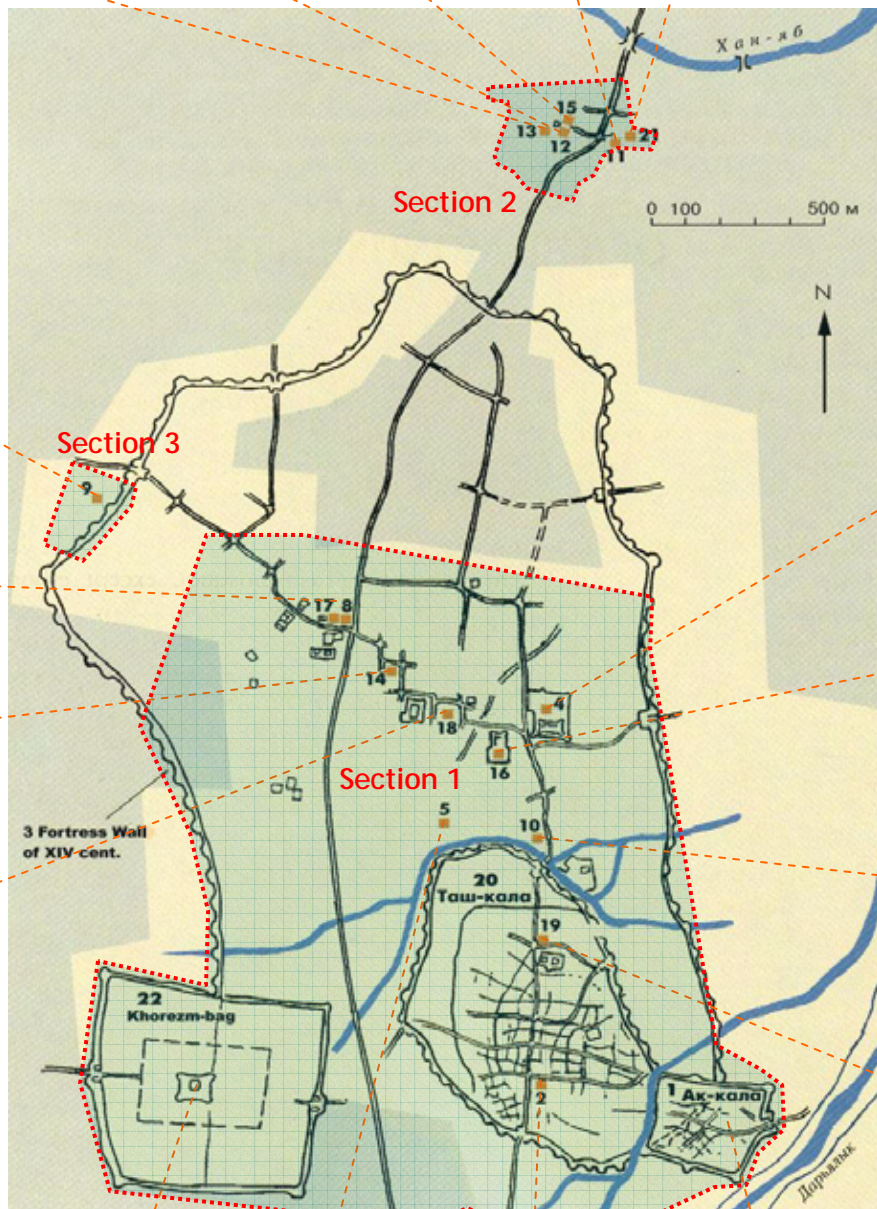 Хан-яб
15
13
12
21
11
Section 2
0 100 500 м
N
Section 3
9
17 8
14
4
18
16
Section 1
5
10
3 Fortress Wall
of XIV cent.
20
Таш-кала
19
22
Khorezm-bag
2
1 Ак-кала
Дарьялык